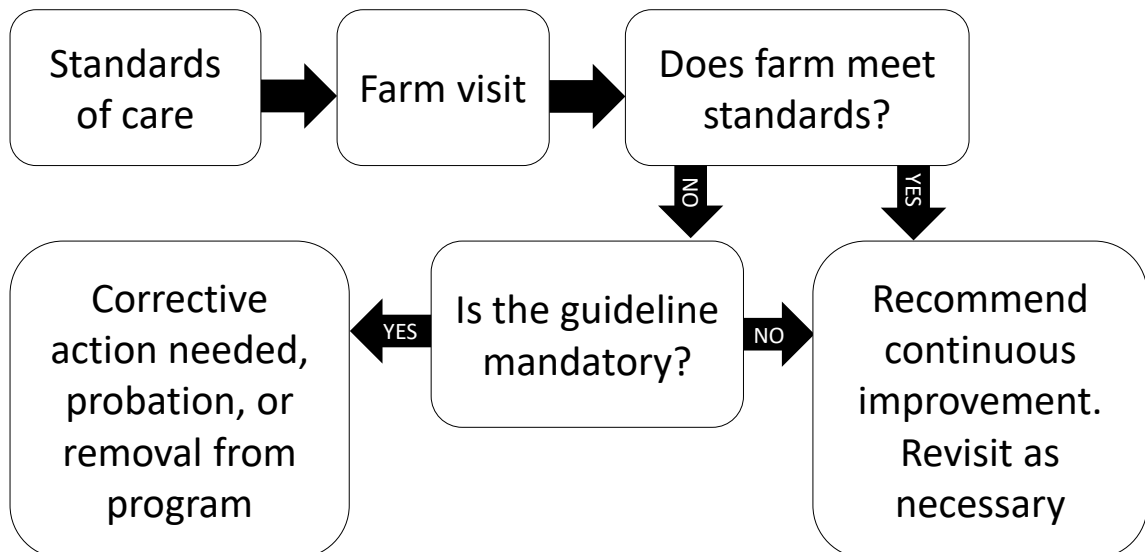 Standards
of care
Farm visit
Does farm meet
standards?
NO
YES
Corrective
action needed,
probation, or
removal from
program
YES
Is the guideline
mandatory?
NO
Recommend
continuous
improvement.
Revisit as
necessary